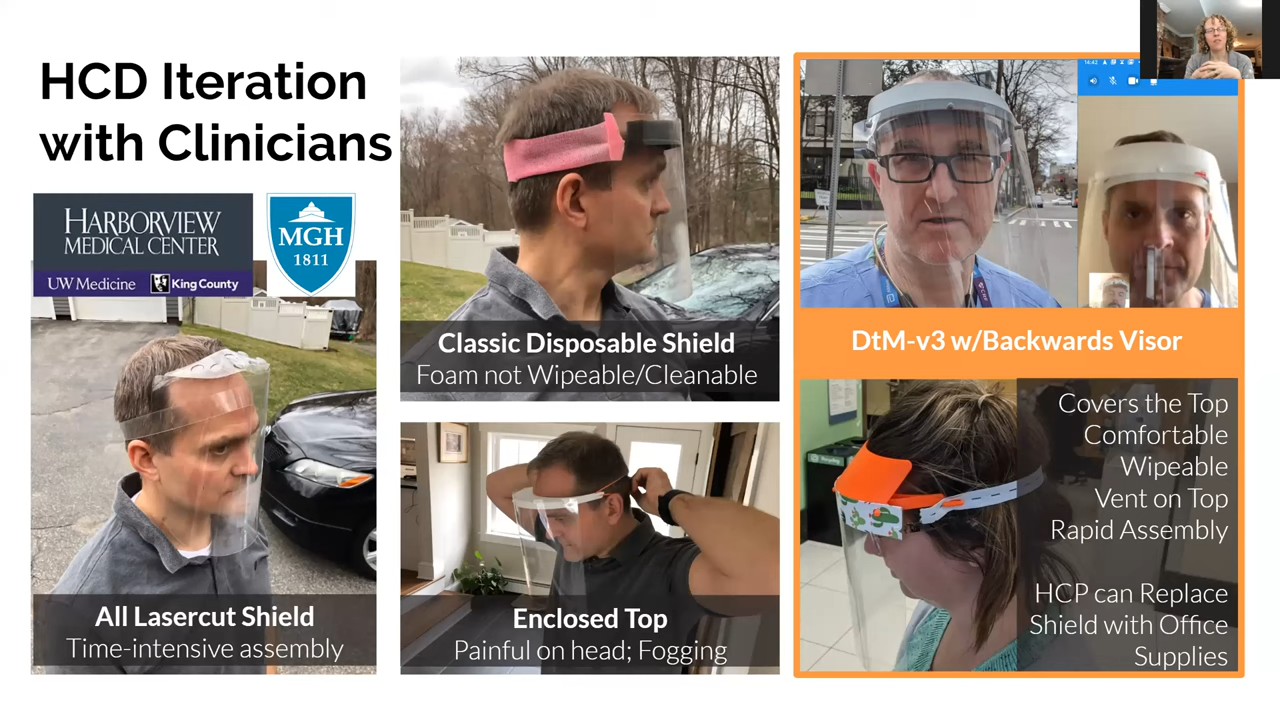 HCD Iteration
with Clinicians
HARBORVIEW
MEDICAL CENTER
UW Medicine
King County
MGH
1811
All Lasercut Shield
Time-intensive assembly
Classic Disposable Shield
Foam not Wipeable/Cleanable
Enclosed Top
Painful on head; Fogging
14:42
DtM-v3 w/Backwards Visor
Covers the Top
Comfortable
Wipeable
Vent on Top
Rapid Assembly
HCP can Replace
Shield with Office
Supplies